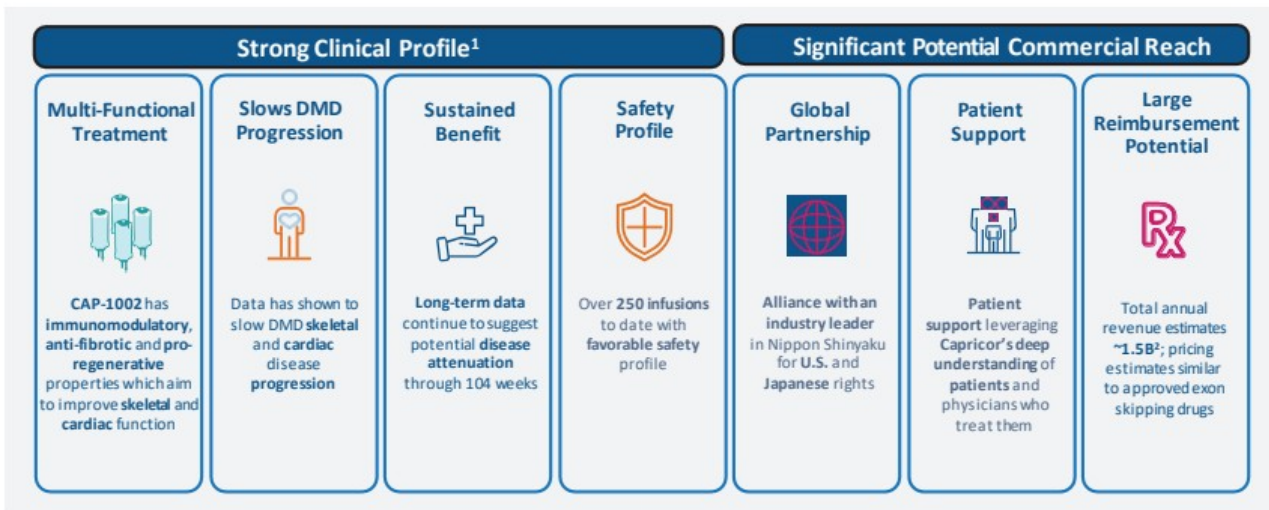 Strong Clinical Profile¹
Significant Potential Commercial Reach
Multi-Functional
Treatment
CAP-1002 has
immunomodulatory,
anti-fibrotic and pro-
regenerative
properties which aim
to improve skeletal and
cardiac function
Slows DMD
Progression
Data has shown to
slow DMD skeletal
and cardiac
disease
progression
Sustained
Benefit
Long-term data
continue to suggest
potential disease
attenuation
through 104 weeks
Safety
Profile
Over 250 infusions
to date with
favorable safety
profile
Global
Partnership
Alliance with an
industry leader
in Nippon Shinyaku
for U.S. and
Japanese rights
Patient
Support
Patient
support leveraging
Capricor's deep
understanding of
patients and
physicians who
treat them
Large
Reimbursement
Potential
Rx
Total annual
revenue estimates
~1.5B²; pricing
estimates similar
to approved exon
skipping drugs